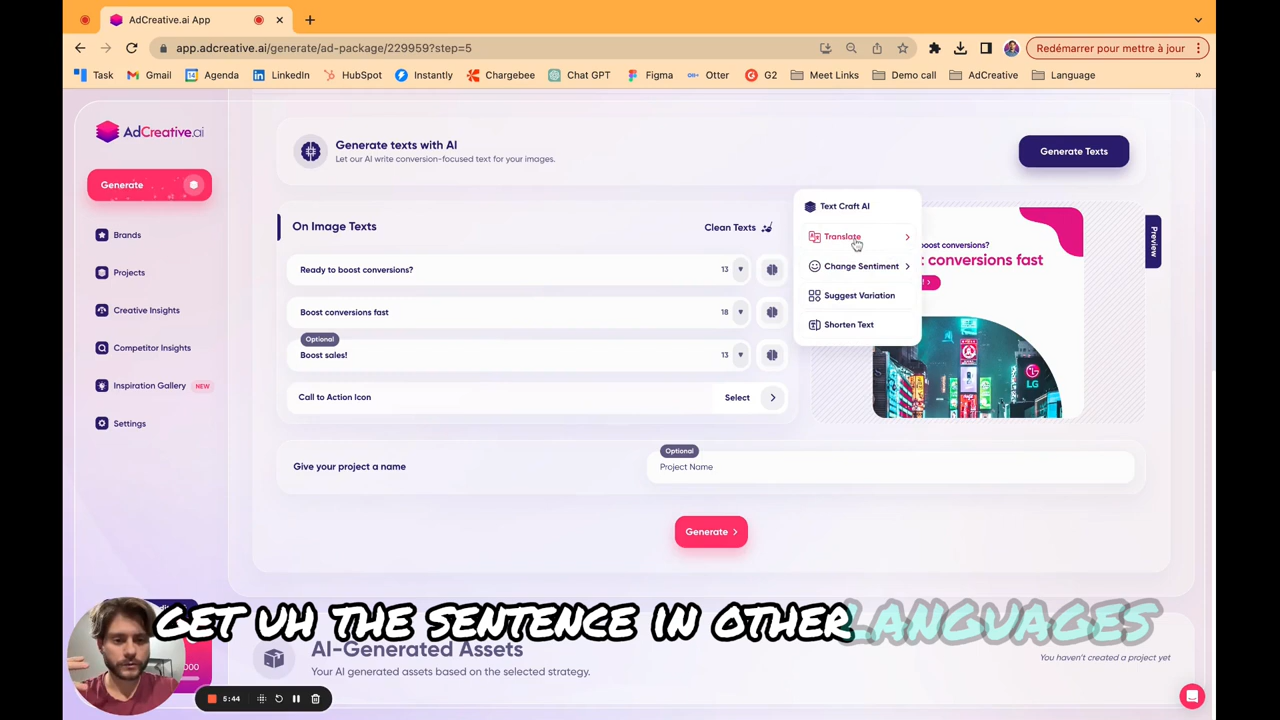 AdCreative.ai App
app.adcreative.ai/generate/ad-package/229959?step=5
Redémarrer pour mettre à jour
Task
Gmail
Agenda
LinkedIn
HubSpot
Instantly
Chargebee
Chat GPT
Figma
Otter
G2
Meet Links
Demo call
AdCreative
Language
»
AdCreative.ai
Generate
Brands
Projects
Creative Insights
Competitor Insights
Inspiration Gallery NEW
Settings
Generate texts with AI
Let our AI write conversion-focused text for your images.
Generate Texts
On Image Texts
Clean Texts
Ready to boost conversions? 13
Boost conversions fast 18
Optional
Boost sales! 13
Call to Action Icon Select
Text Craft AI
Translate
Change Sentiment
Suggest Variation
Shorten Text
boost conversions?
conversions fast
LG
Preview
Give your project a name
Optional
Project Name
Generate
GET UH THE SENTENCE IN OTHER LANGUAGES
AI-Generated Assets
Your AI generated assets based on the selected strategy.
You haven't created a project yet
5:44